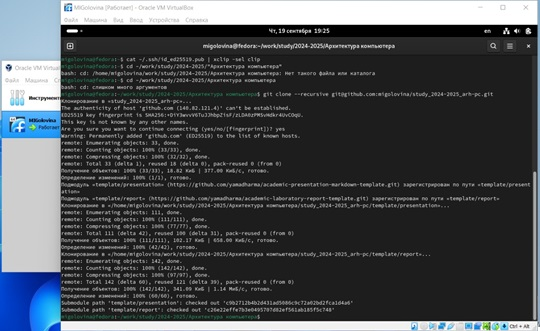 MIGolovina [Работает] - Oracle VM VirtualBox
Файл Машина Вид Ввод Устройства Справка
Чт, 19 сентября 19:25
en
migolovina@fedora:~/work/study/2024-2025/Архитектура компьютера
cat ~/.ssh/id_ed25519.pub | xclip -sel clip
cd ~/work/study/2024-2025/"Архитектура компьютера"
bash: cd: /home/migolovina/work/study/2024-2025/Архитектура компьютера: Нет такого файла или каталога
bash: cd: слишком много аргументов
migolovina@fedora:~/work/study/2024-2025/Архитектура компьютера$ git clone --recursive git@github.com:migolovina/study_2024-2025_arh-pc.git
Клонирование в «study_2024-2025_arh-pc»...
The authenticity of host 'github.com (140.82.121.4)' can't be established.
ED25519 key fingerprint is
This key is not known by any other names.
Are you sure you want to continue connecting (yes/no/[fingerprint])? yes
Warning: Permanently added 'github.com' (ED25519) to the list of known hosts.
remote: Enumerating objects: 33, done.
remote: Counting objects: 100% (33/33), done.
remote: Compressing objects: 100% (32/32), done.
remote: Total 33 (delta 1), reused 18 (delta 0), pack-reused 0 (from 0)
Получение объектов: 100% (33/33), 18.82 КиБ | 377.00 КиБ/с, готово.
Определение изменений: 100% (1/1), готово.
Подмодуль «template/presentation» (https://github.com/yamadharma/academic-presentation-markdown-template.git) зарегистрирован по пути «template/present
ation»
Подмодуль «template/report» (https://github.com/yamadharma/academic-laboratory-report-template.git) зарегистрирован по пути «template/report»
Клонирование в «/home/migolovina/work/study/2024-2025/Архитектура компьютера/study_2024-2025_arh-pc/template/presentation»...
remote: Enumerating objects: 111, done.
remote: Counting objects: 100% (111/111), done.
remote: Compressing objects: 100% (77/77), done.
remote: Total 111 (delta 42), reused 100 (delta 31), pack-reused 0 (from 0)
Получение объектов: 100% (111/111), 102.17 КиБ | 658.00 КиБ/с, готово.
Определение изменений: 100% (42/42), готово.
Клонирование в «/home/migolovina/work/study/2024-2025/Архитектура компьютера/study_2024-2025_arh-pc/template/report»...
remote: Enumerating objects: 142, done.
remote: Counting objects: 100% (142/142), done.
remote: Compressing objects: 100% (97/97), done.
remote: Total 142 (delta 60), reused 121 (delta 39), pack-reused 0 (from 0)
Получение объектов: 100% (142/142), 341.09 КиБ | 1.14 МиБ/с, готово.
Определение изменений: 100% (60/60), готово.
Submodule path 'template/presentation': checked out 'c9b2712b4b2d431ad5086c9c72a02bd2fca1d4a6'
Submodule path 'template/report': checked out 'c26e22effe7b3e0495707d82ef561ab185f5c748'
migolovina@fedora:~/work/study/2024-2025/Архитектура компьютера$
Oracle VM
Файл Машина
Инструмен
MIGolovina
Работает
Ctrl + Alt